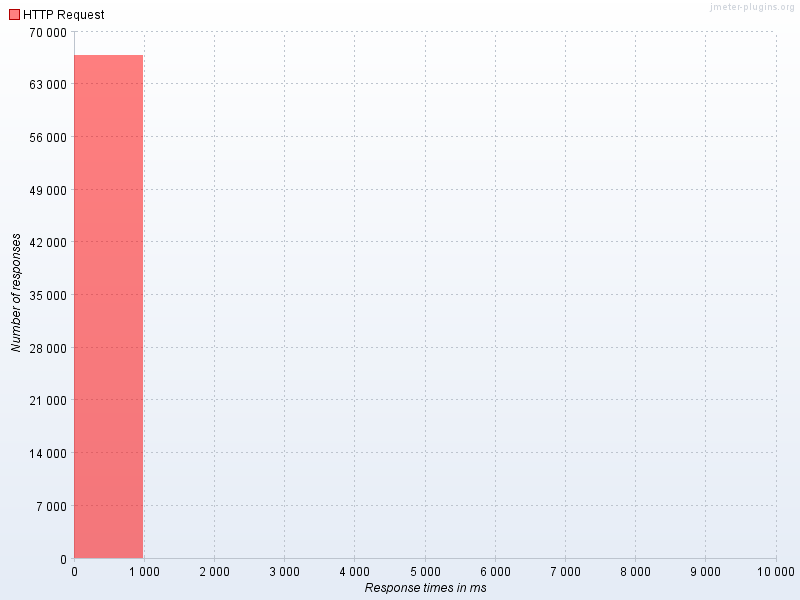 jmeter-plugins.org
HTTP Request
70 000
63 000
56 000
49 000
42 000
35 000
28 000
21 000
14 000
7 000
0
Number of responses
0 1 000 2 000 3 000 4 000 5 000 6 000 7 000 8 000 9 000 10 000
Response times in ms